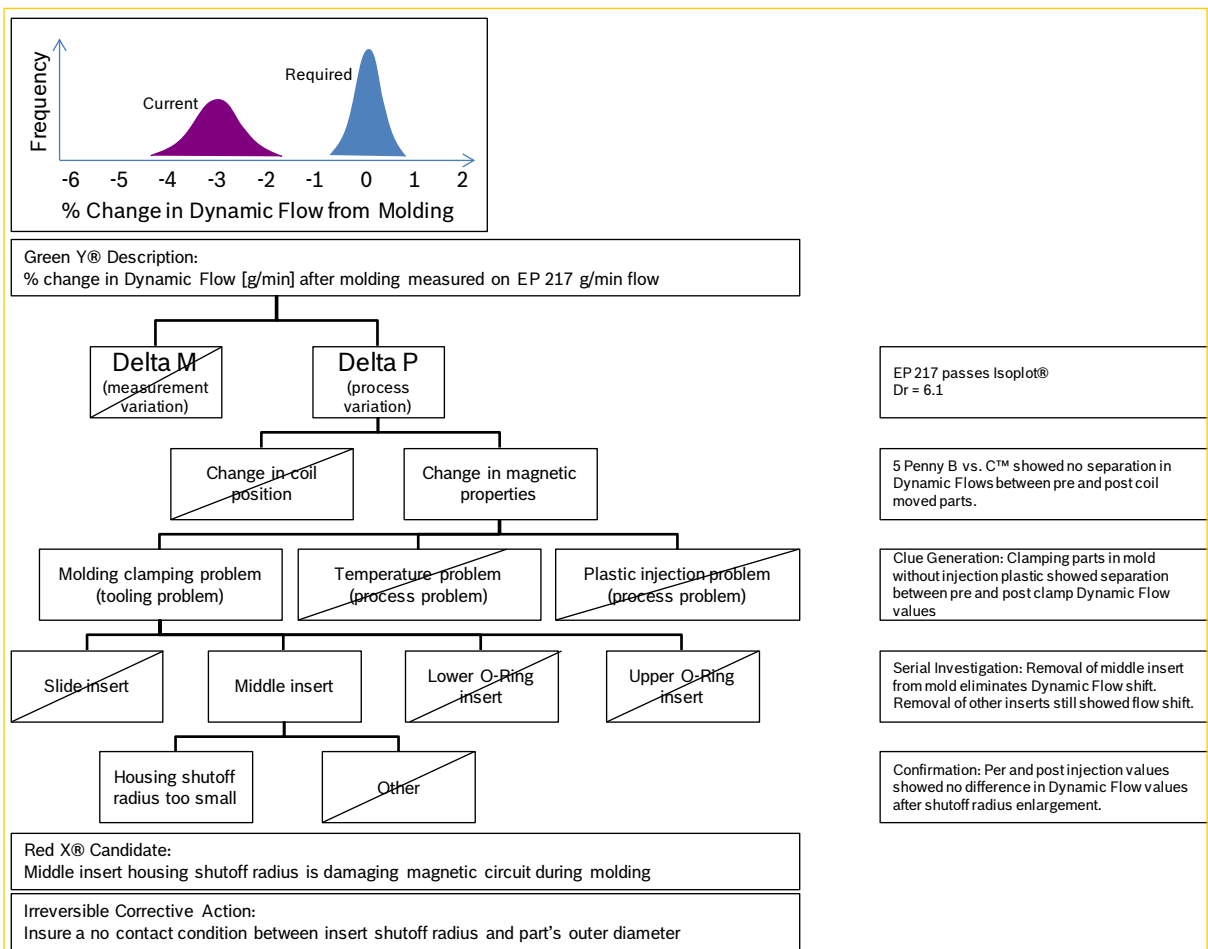 Frequency
Current
Required
-6 -5 -4 -3 -2 -1 0 1 2
% Change in Dynamic Flow from Molding
Green Y® Description:
% change in Dynamic Flow [g/min] after molding measured on EP 217 g/min flow
Delta M
(measurement
variation)
Delta P
(process
variation)
EP 217 passes Isoplot®
Dr = 6.1
Change in coil
position
Change in magnetic
properties
5 Penny B vs. C™ showed no separation in
Dynamic Flows between pre and post coil
moved parts.
Molding clamping problem
(tooling problem)
Temperature problem
(process problem)
Plastic injection problem
(process problem)
Clue Generation: Clamping parts in mold
without injection plastic showed separation
between pre and post clamp Dynamic Flow
values
Slide insert
Middle insert
Lower O-Ring
insert
Upper O-Ring
insert
Serial Investigation: Removal of middle insert
from mold eliminates Dynamic Flow shift.
Removal of other inserts still showed flow shift.
Housing shutoff
radius too small
Other
Confirmation: Per and post injection values
showed no difference in Dynamic Flow values
after shutoff radius enlargement.
Red X® Candidate:
Middle insert housing shutoff radius is damaging magnetic circuit during molding
Irreversible Corrective Action:
Insure a no contact condition between insert shutoff radius and part's outer diameter